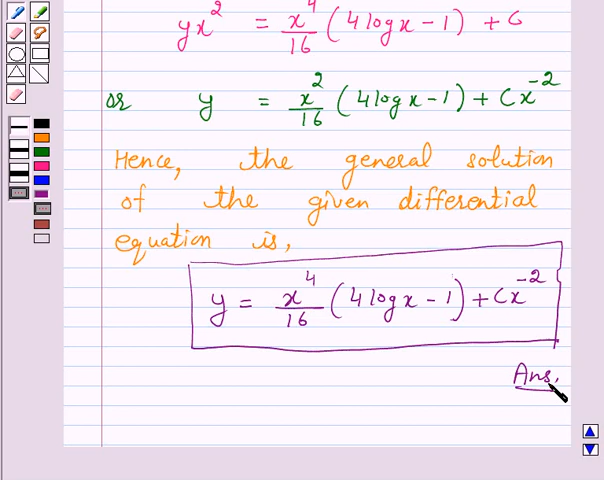 yx² = x⁴/16 (4logx - 1) + C
or y = x²/16 (4logx - 1) + Cx⁻²
Hence, the general solution
of the given differential
equation is,
y = x⁴/16 (4logx - 1) + Cx⁻²
Ans.